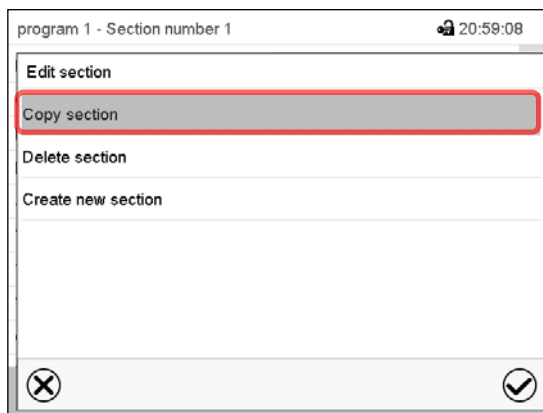 program 1 - Section number 1 20:59:08
Edit section
Copy section
Delete section
Create new section